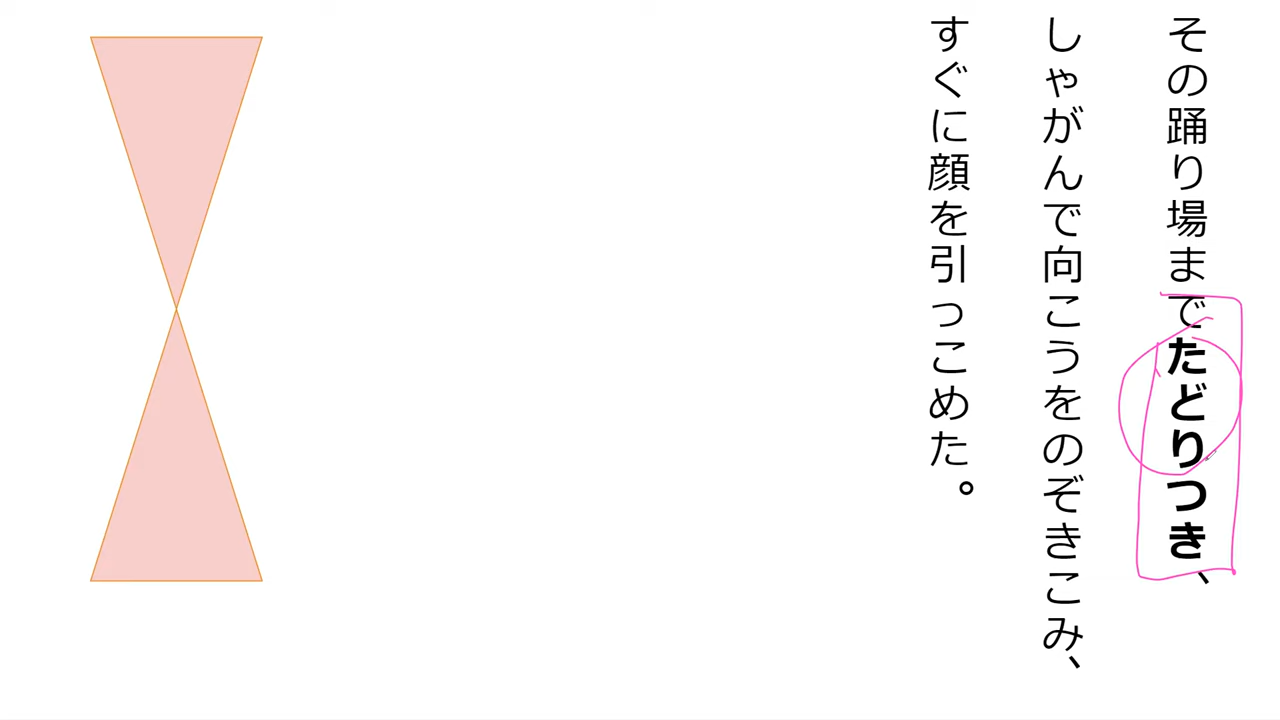 その踊り場までたどりつき、
しゃがんで向こうをのぞきこみ、
すぐに顔を引っこめた。